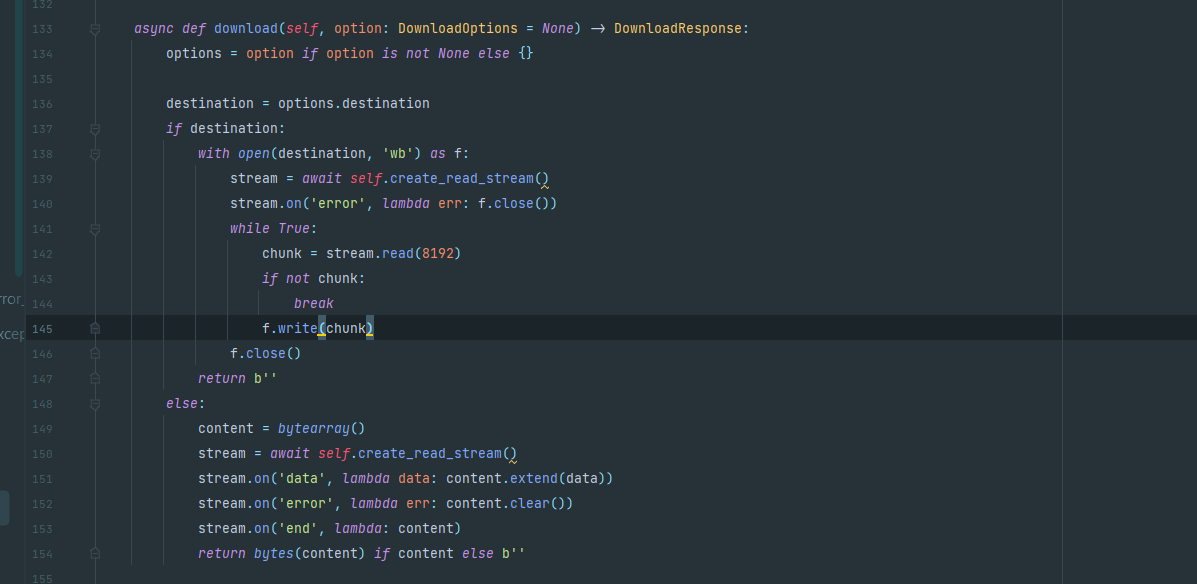 132
133 async def download(self, option: DownloadOptions = None) → DownloadResponse:
134 options = option if option is not None else {}
135
136 destination = options.destination
137 if destination:
138 with open(destination, 'wb') as f:
139 stream = await self.create_read_stream()
140 stream.on('error', lambda err: f.close())
141 while True:
142 chunk = stream.read(8192)
143 if not chunk:
rror_
144 break
145 f.write(chunk)
xcep
146 f.close()
147 return b''
148 else:
149 content = bytearray()
150 stream = await self.create_read_stream()
151 stream.on('data', lambda data: content.extend(data))
152 stream.on('error', lambda err: content.clear())
153 stream.on('end', lambda: content)
154 return bytes(content) if content else b''
155